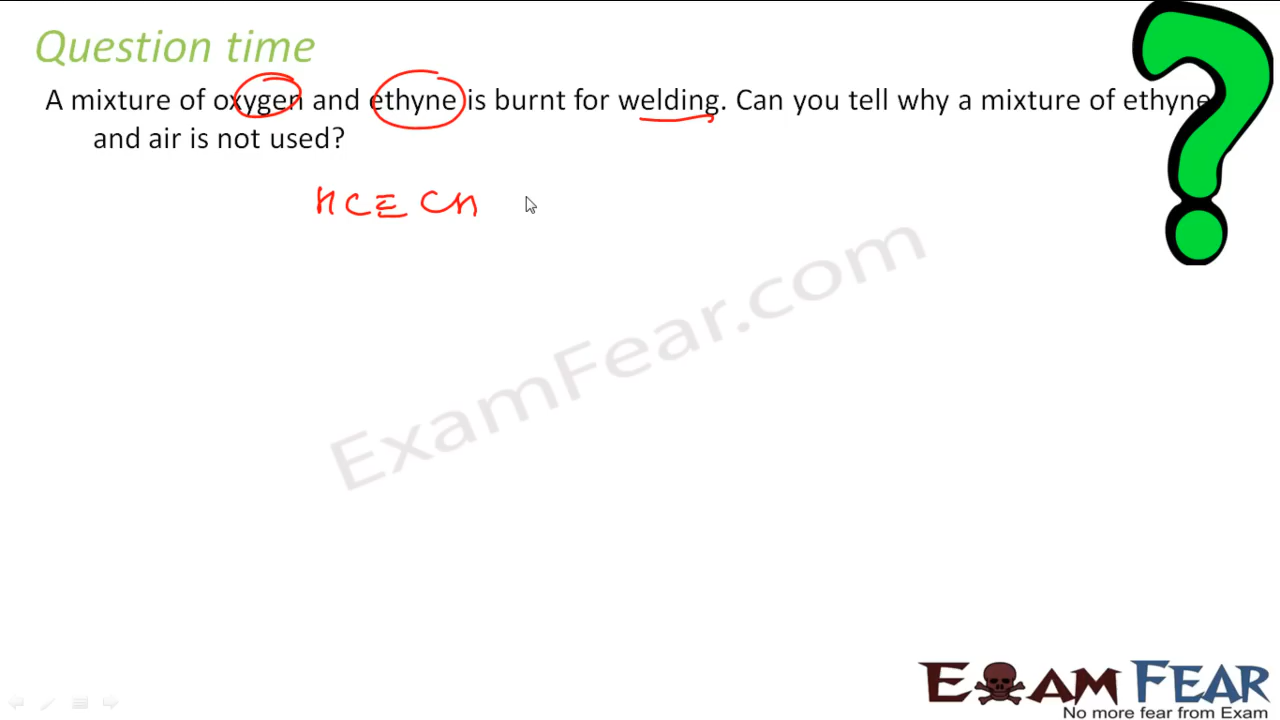 Question time
A mixture of oxygen and ethyne is burnt for welding. Can you tell why a mixture of ethyne
and air is not used?
HC≡CH
ExamFear.com
EXAM FEAR
No more fear from Exam